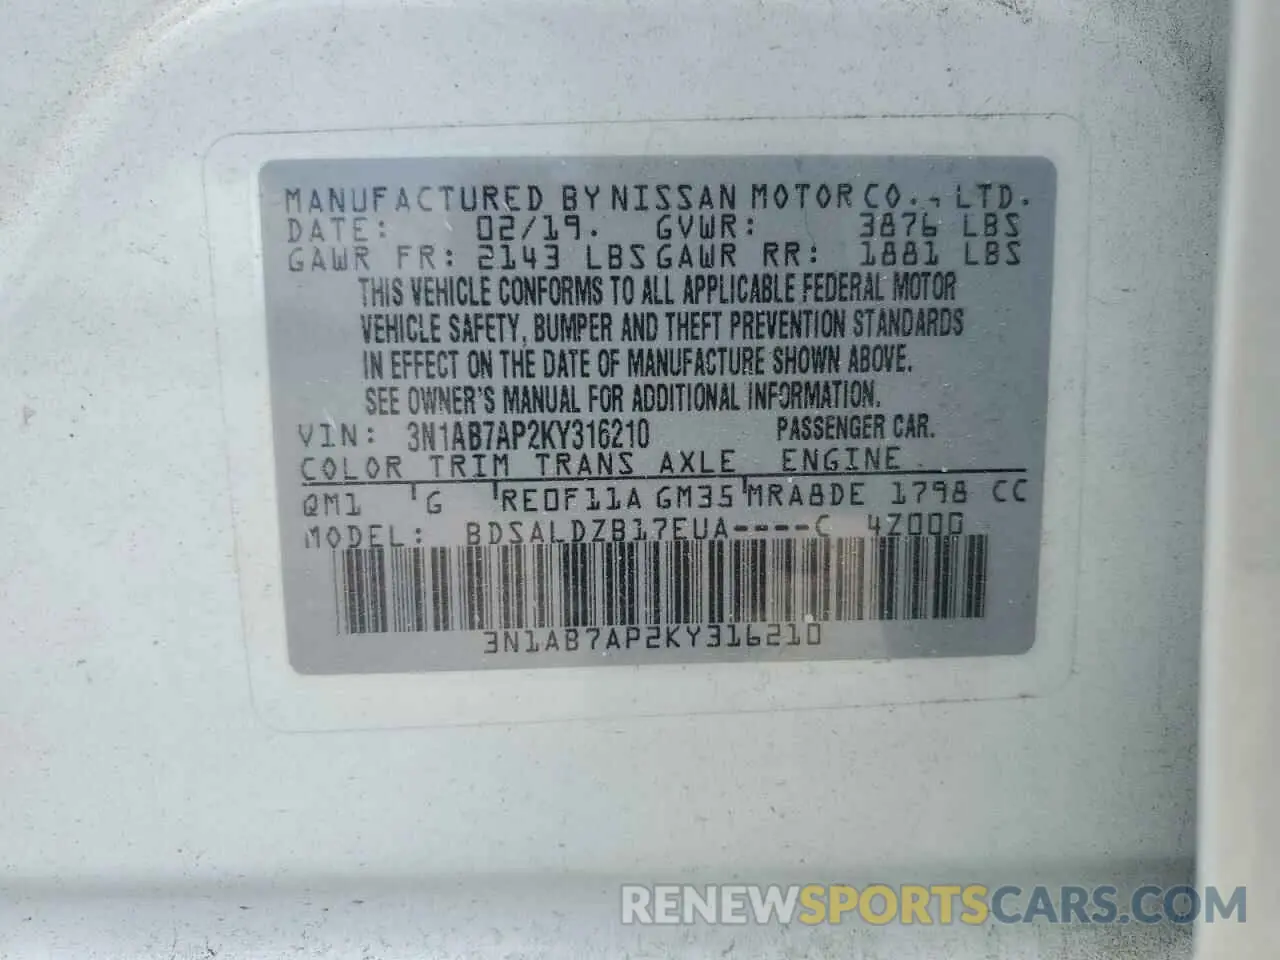 MANUFACTURED BY NISSAN MOTOR CO., LTD.
DATE: 02/19. GVWR: 3876 LBS
GAWR FR: 2143 LBS GAWR RR: 1881 LBS
THIS VEHICLE CONFORMS TO ALL APPLICABLE FEDERAL MOTOR
VEHICLE SAFETY, BUMPER AND THEFT PREVENTION STANDARDS
IN EFFECT ON THE DATE OF MANUFACTURE SHOWN ABOVE.
SEE OWNER'S MANUAL FOR ADDITIONAL INFORMATION.
VIN: 3N1AB7AP2KY316210 PASSENGER CAR.
COLOR TRIM TRANS AXLE ENGINE
QM1 G RE0F11A GM35 MRA8DE 1798 CC
MODEL: BDSALDZB17EUA----C 4Z000
3N1AB7AP2KY316210
RENEWSPORTSCARS.COM